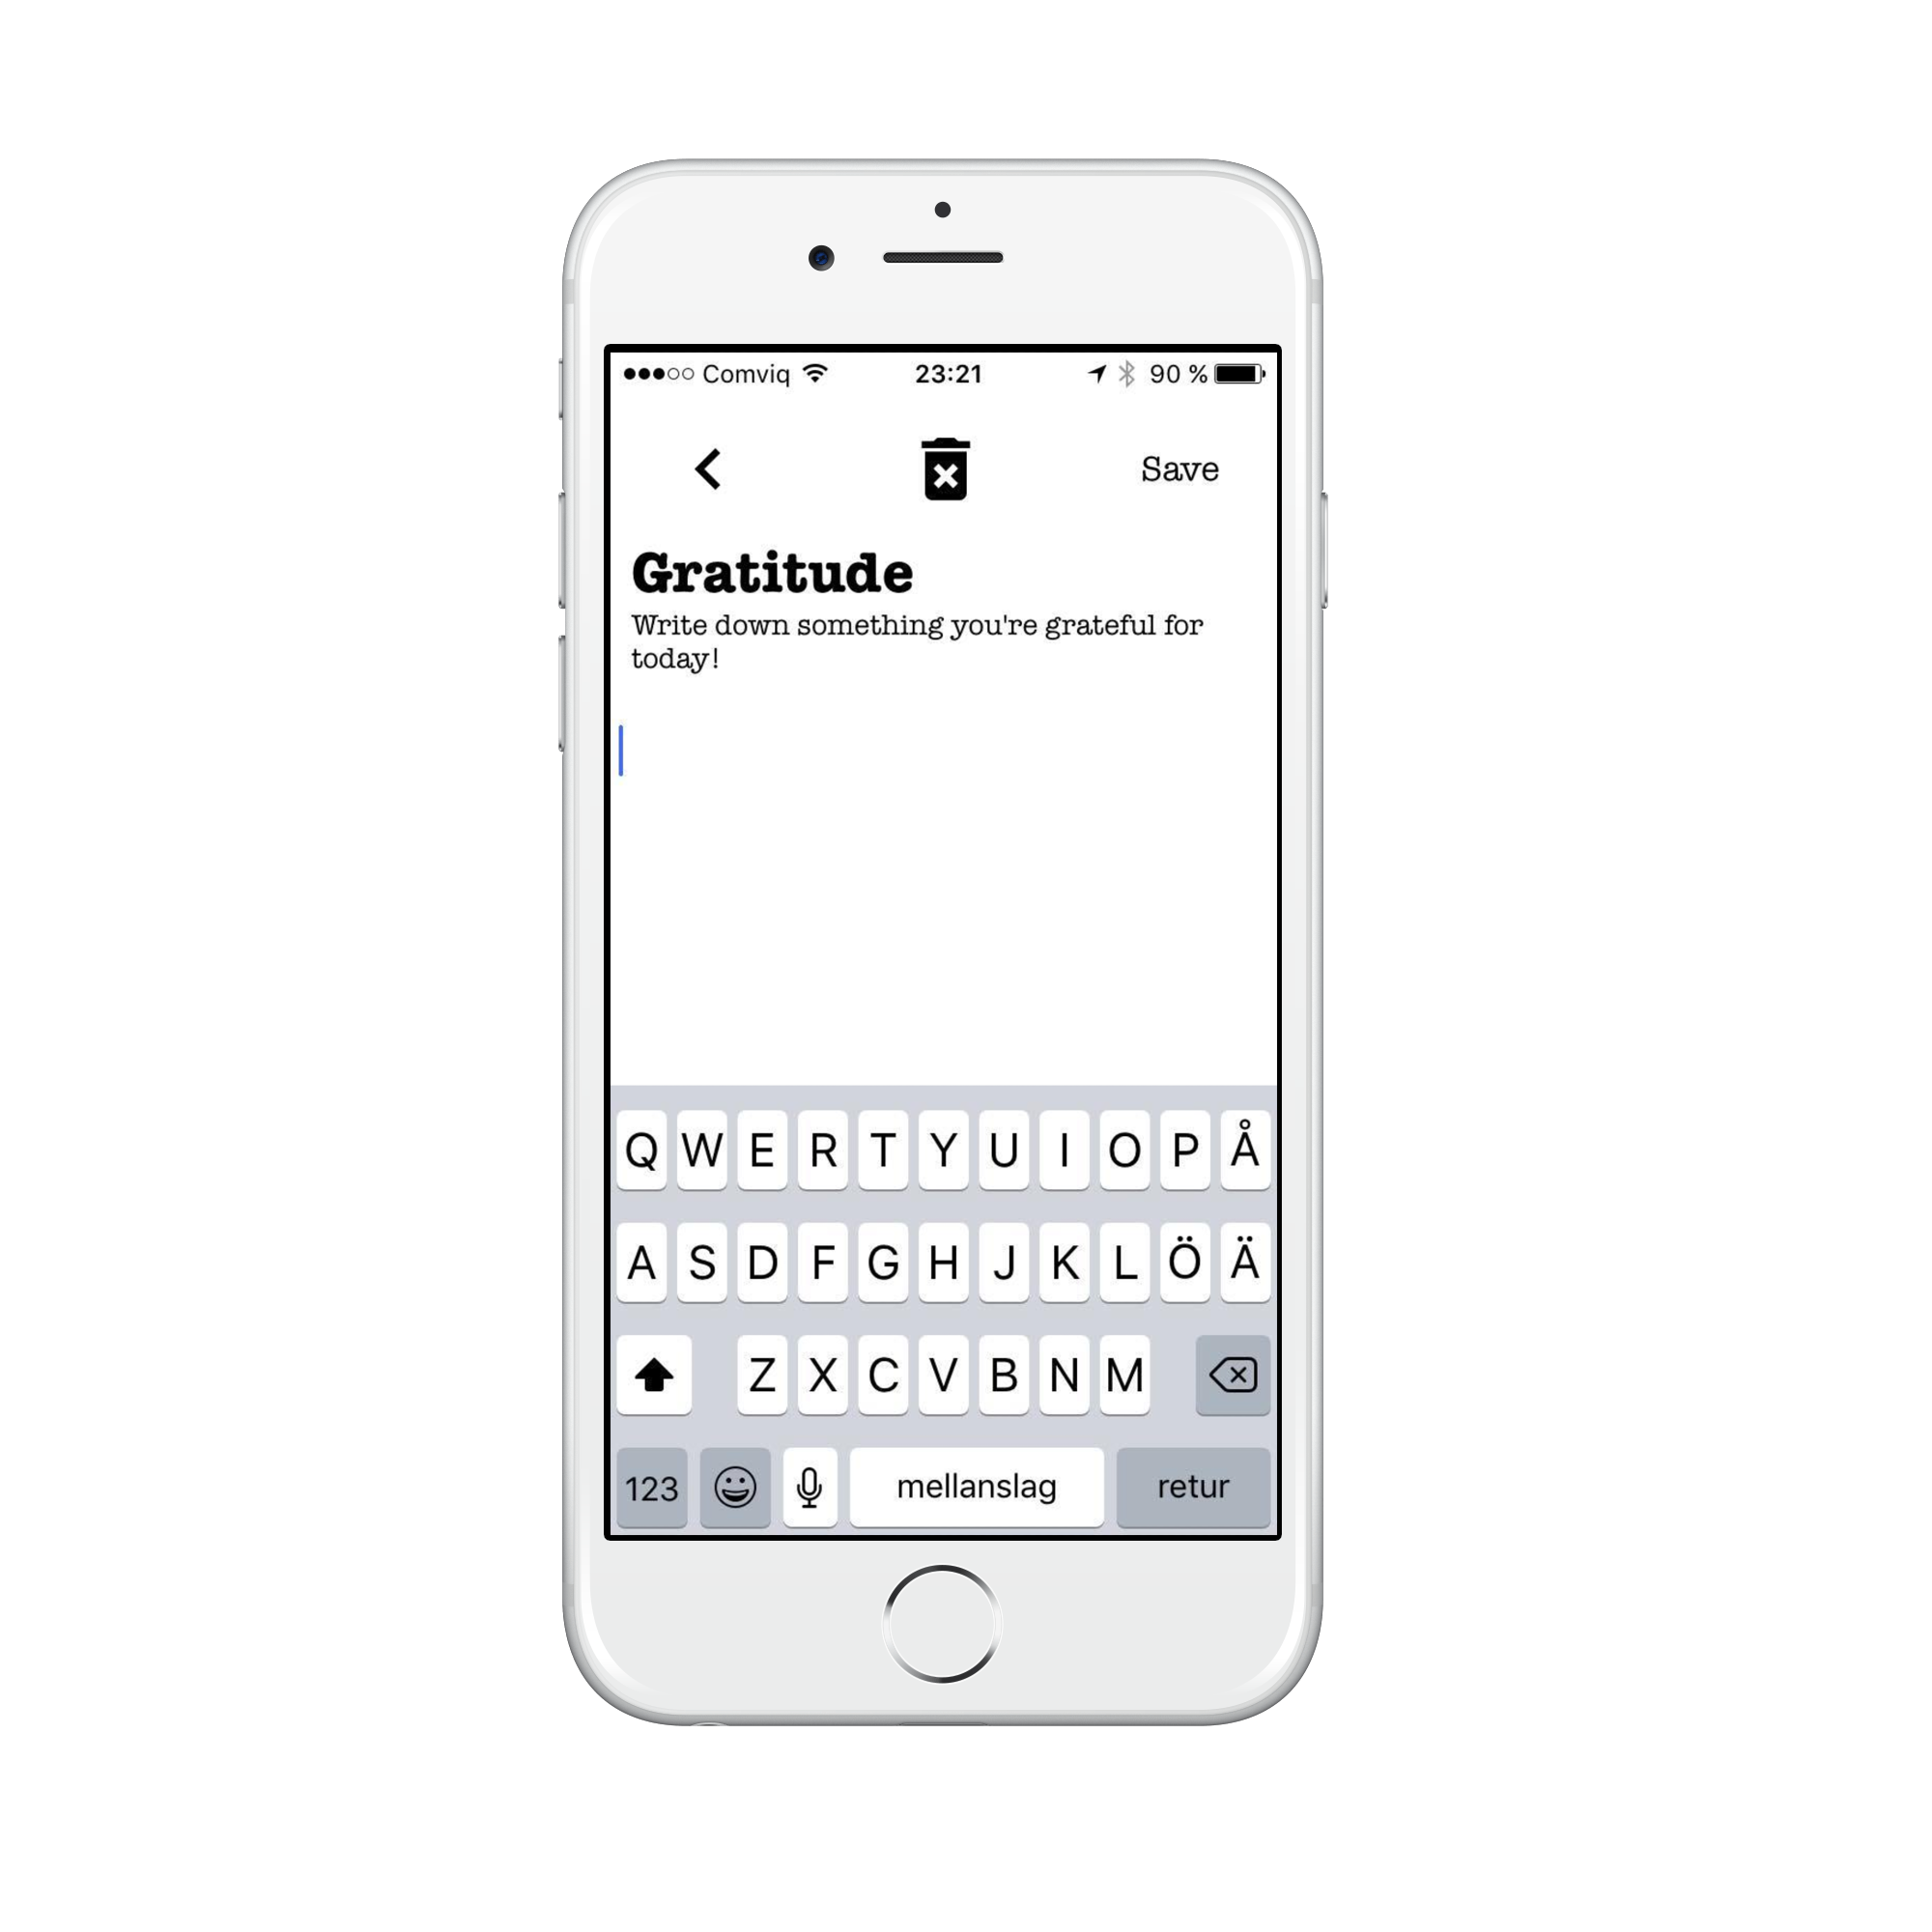 Comviq 23:21 90 %
Save
Gratitude
Write down something you're grateful for
today!
Q W E R T Y U I O P Å
A S D F G H J K L Ö Ä
Z X C V B N M
123 mellanslag retur